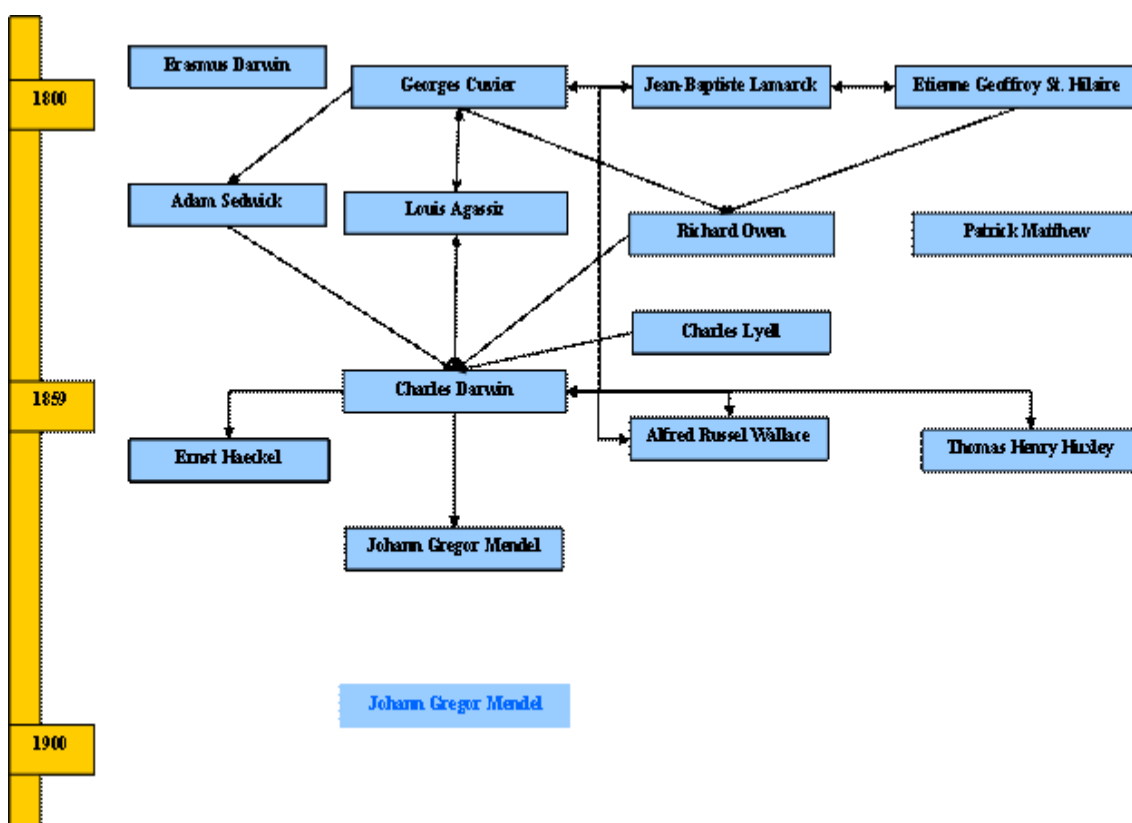 Erasmus Darwin
Georges Cuvier
Jean-Baptiste Lamarck
Etienne Geoffroy St. Hilaire
1800
Adam Sedwick
Louis Agassiz
Richard Owen
Patrick Matthew
Charles Lyell
1859
Charles Darwin
Alfred Russel Wallace
Ernst Haeckel
Thomas Henry Huxley
Johann Gregor Mendel
Johann Gregor Mendel
1900